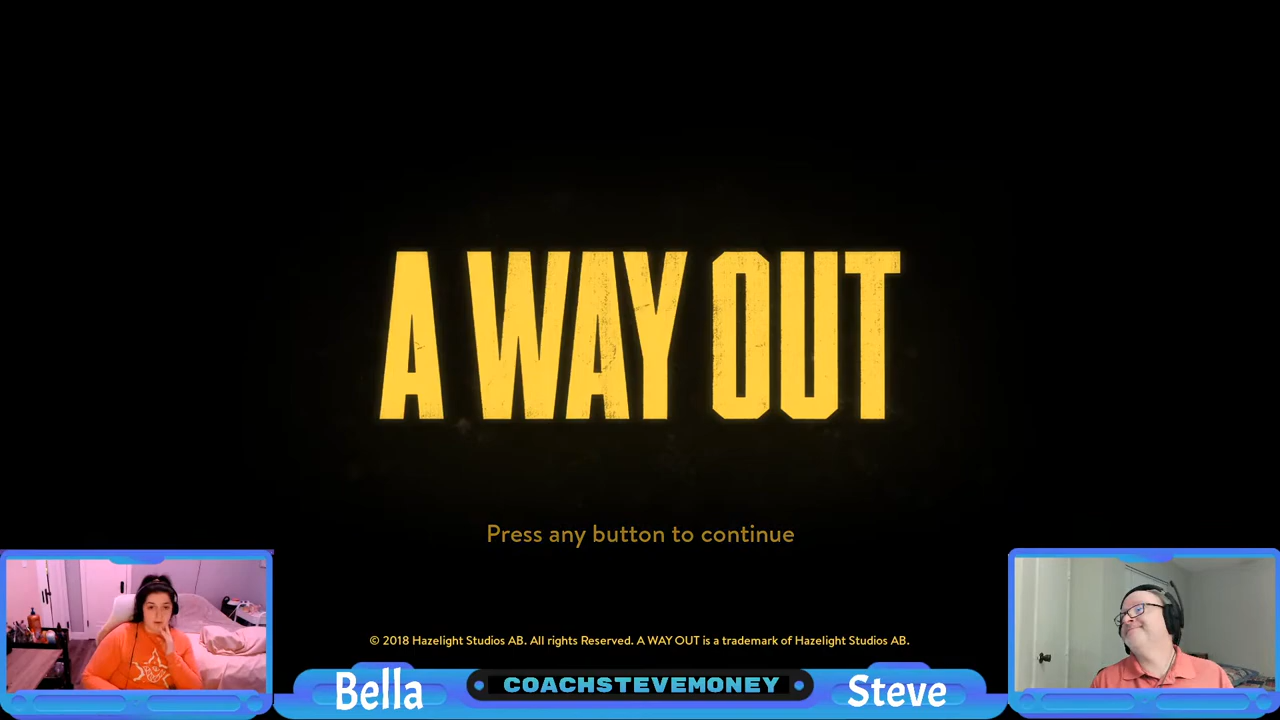 A WAY OUT
Press any button to continue
© 2018 Hazelight Studios AB. All rights Reserved. A WAY OUT is a trademark of Hazelight Studios AB.
Bella
COACHSTEVEMONEY
Steve